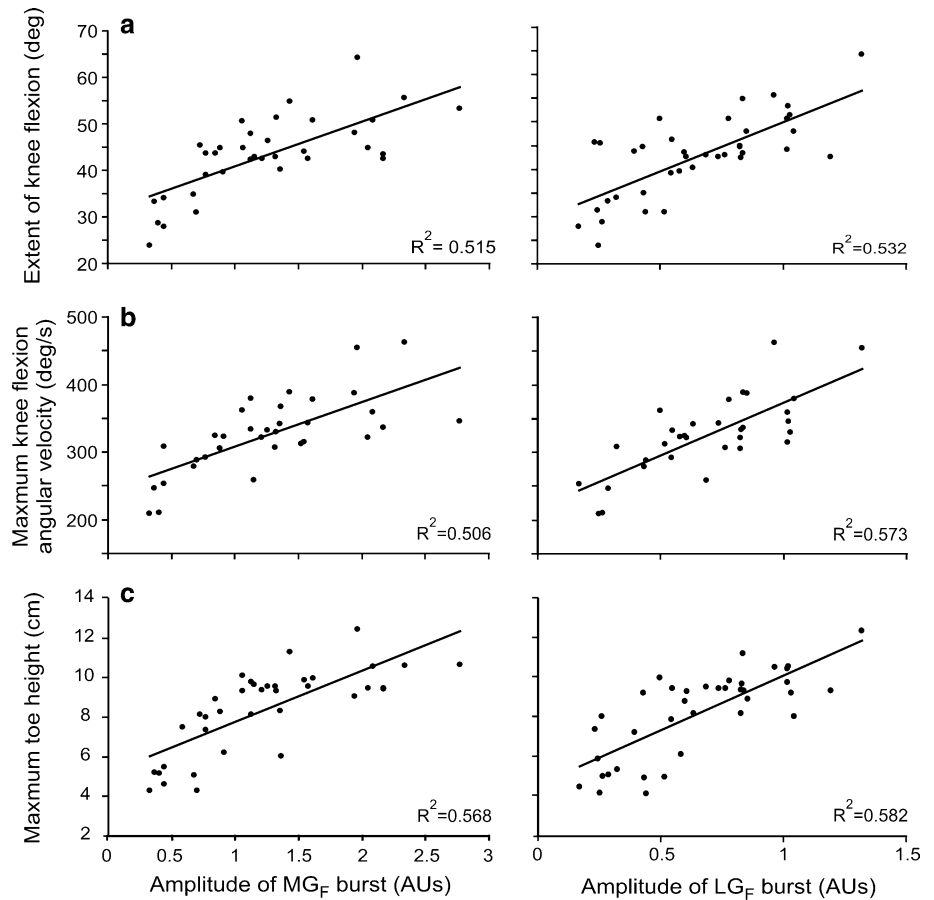 a
Extent of knee flexion (deg)
70
60
50
40
30
20
R2= 0.515
R2=0.532
b
Maxmum knee flexion
angular velocity (deg/s)
500
400
300
200
R2=0.506
R2=0.573
c
Maxmum toe height (cm)
14
12
10
8
6
4
2
R2=0.568
R2=0.582
0 0.5 1 1.5 2 2.5 3
0 0.5 1 1.5
Amplitude of MGF burst (AUs)
Amplitude of LGF burst (AUs)